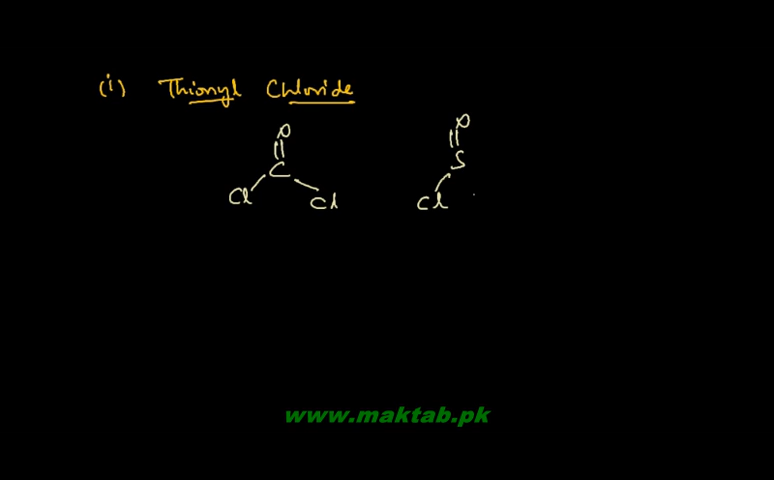 (i) Thionyl Chloride
O O
C S
Cl Cl Cl
www.maktab.pk